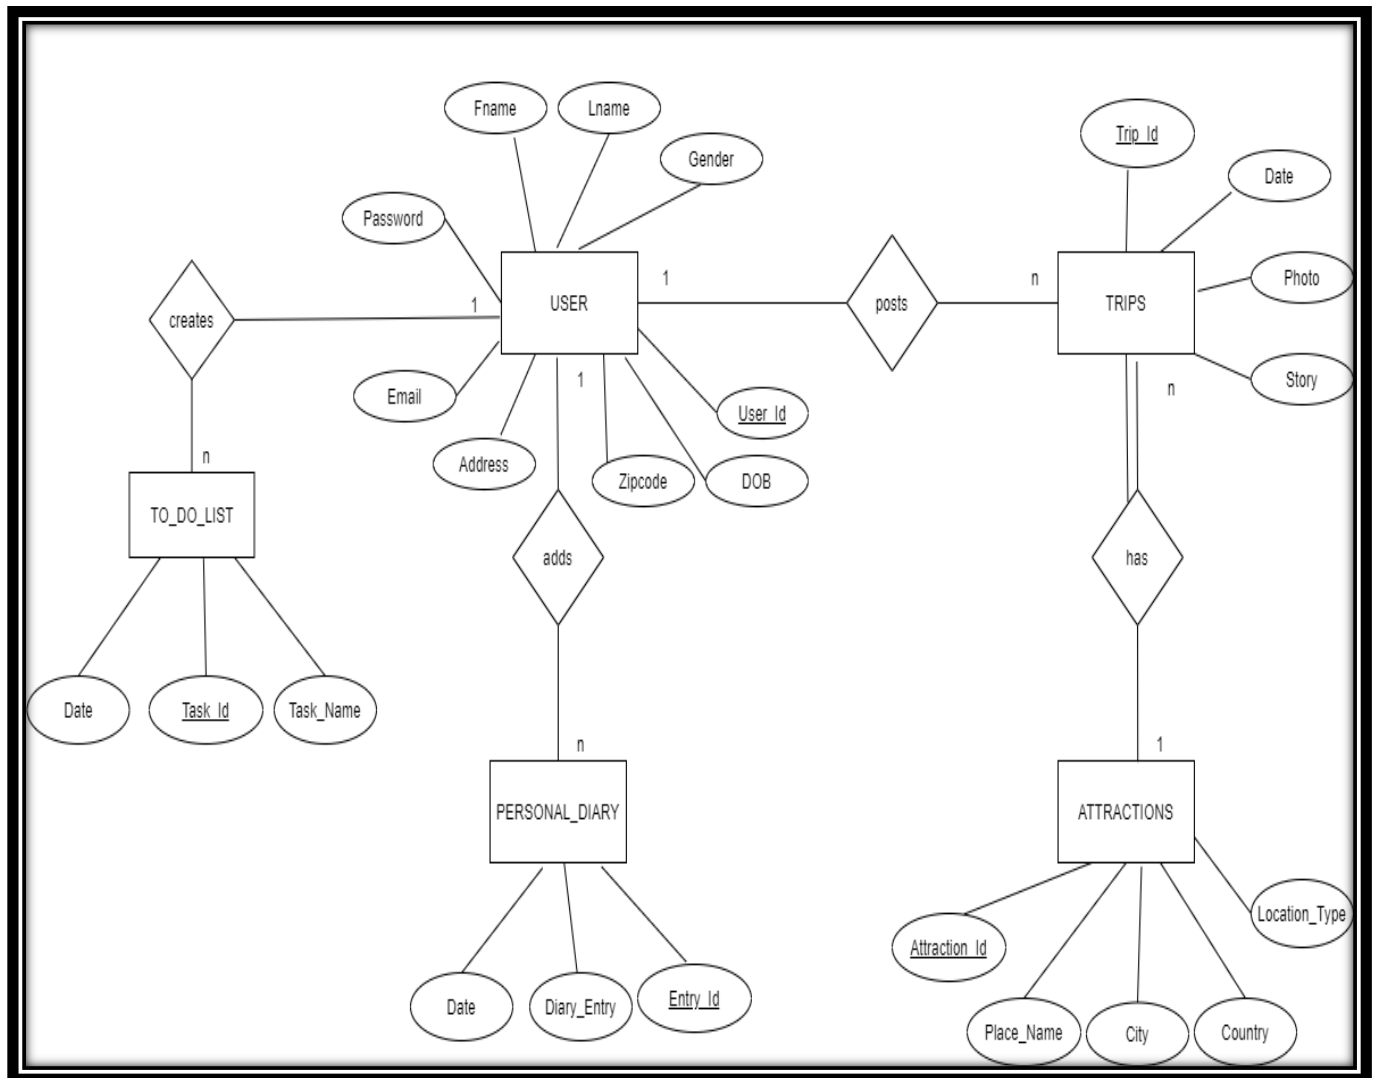 Fname
Lname
Trip_Id
Gender
Date
Password
Photo
1
n
1
USER
posts
TRIPS
creates
Story
1
n
Email
User_Id
n
Address
Zipcode
DOB
TO_DO_LIST
adds
has
Date
Task_Id
Task_Name
n
1
PERSONAL_DIARY
ATTRACTIONS
Location_Type
Attraction_Id
Date
Diary_Entry
Entry_Id
Place_Name
City
Country